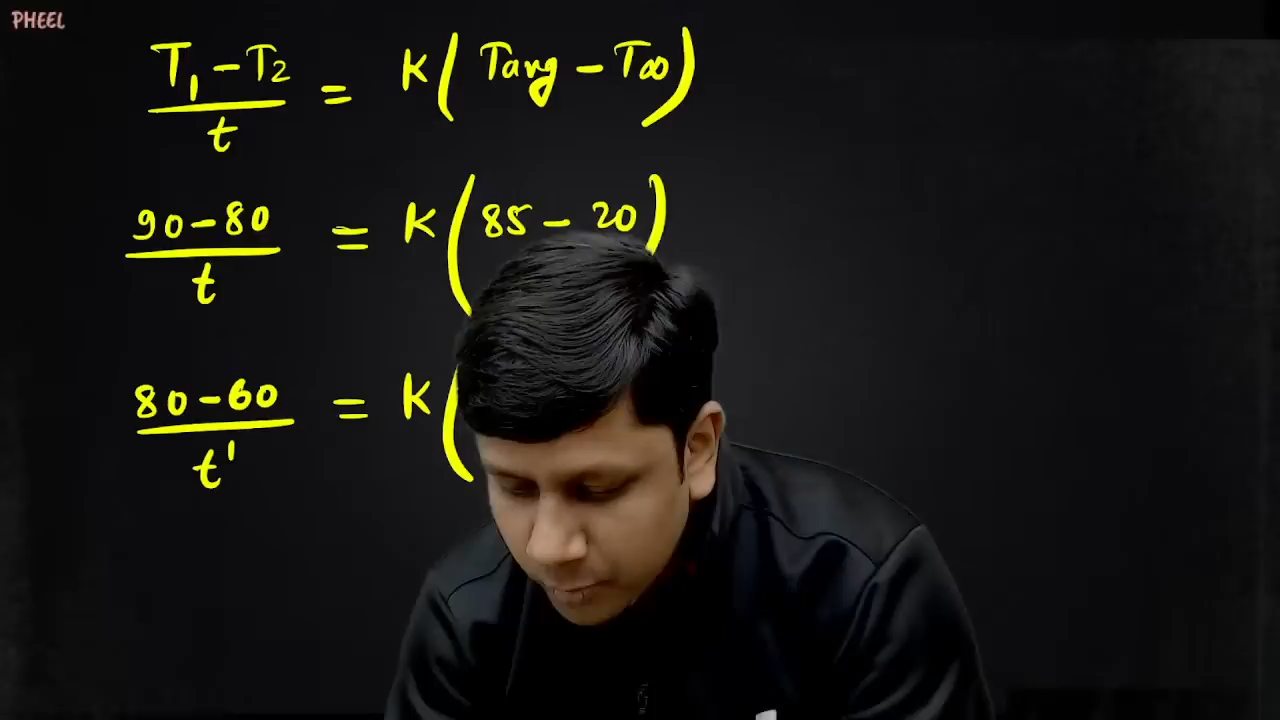 PHEEL
T₁ - T₂ / t = K( Tavg - T∞ )
90 - 80 / t = K( 85 - 20 )
80 - 60 / t' = K(